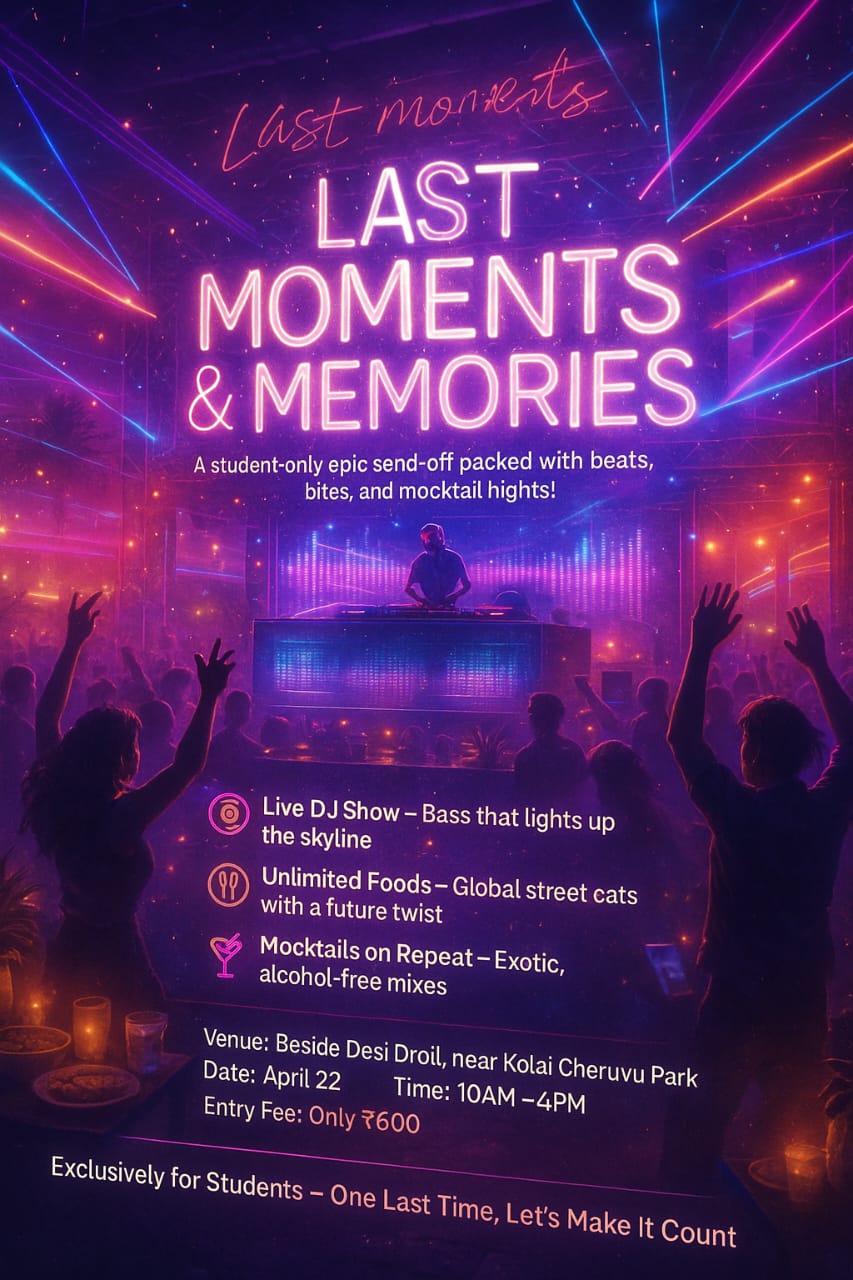 Last moments
LAST
MOMENTS
& MEMORIES
A student-only epic send-off packed with beats,
bites, and mocktail hights!
Live DJ Show – Bass that lights up
the skyline
Unlimited Foods – Global street cats
with a future twist
Mocktails on Repeat – Exotic,
alcohol-free mixes
Venue: Beside Desi Droil, near Kolai Cheruvu Park
Date: April 22 Time: 10AM –4PM
Entry Fee: Only ₹600
Exclusively for Students – One Last Time, Let's Make It Count